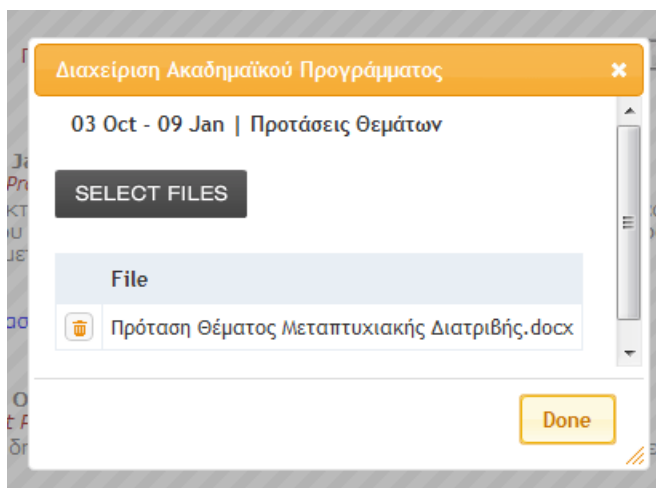 Διαχείριση Ακαδημαϊκού Προγράμματος
03 Oct - 09 Jan | Προτάσεις Θεμάτων
SELECT FILES
File
Πρόταση Θέματος Μεταπτυχιακής Διατριβής.docx
Done